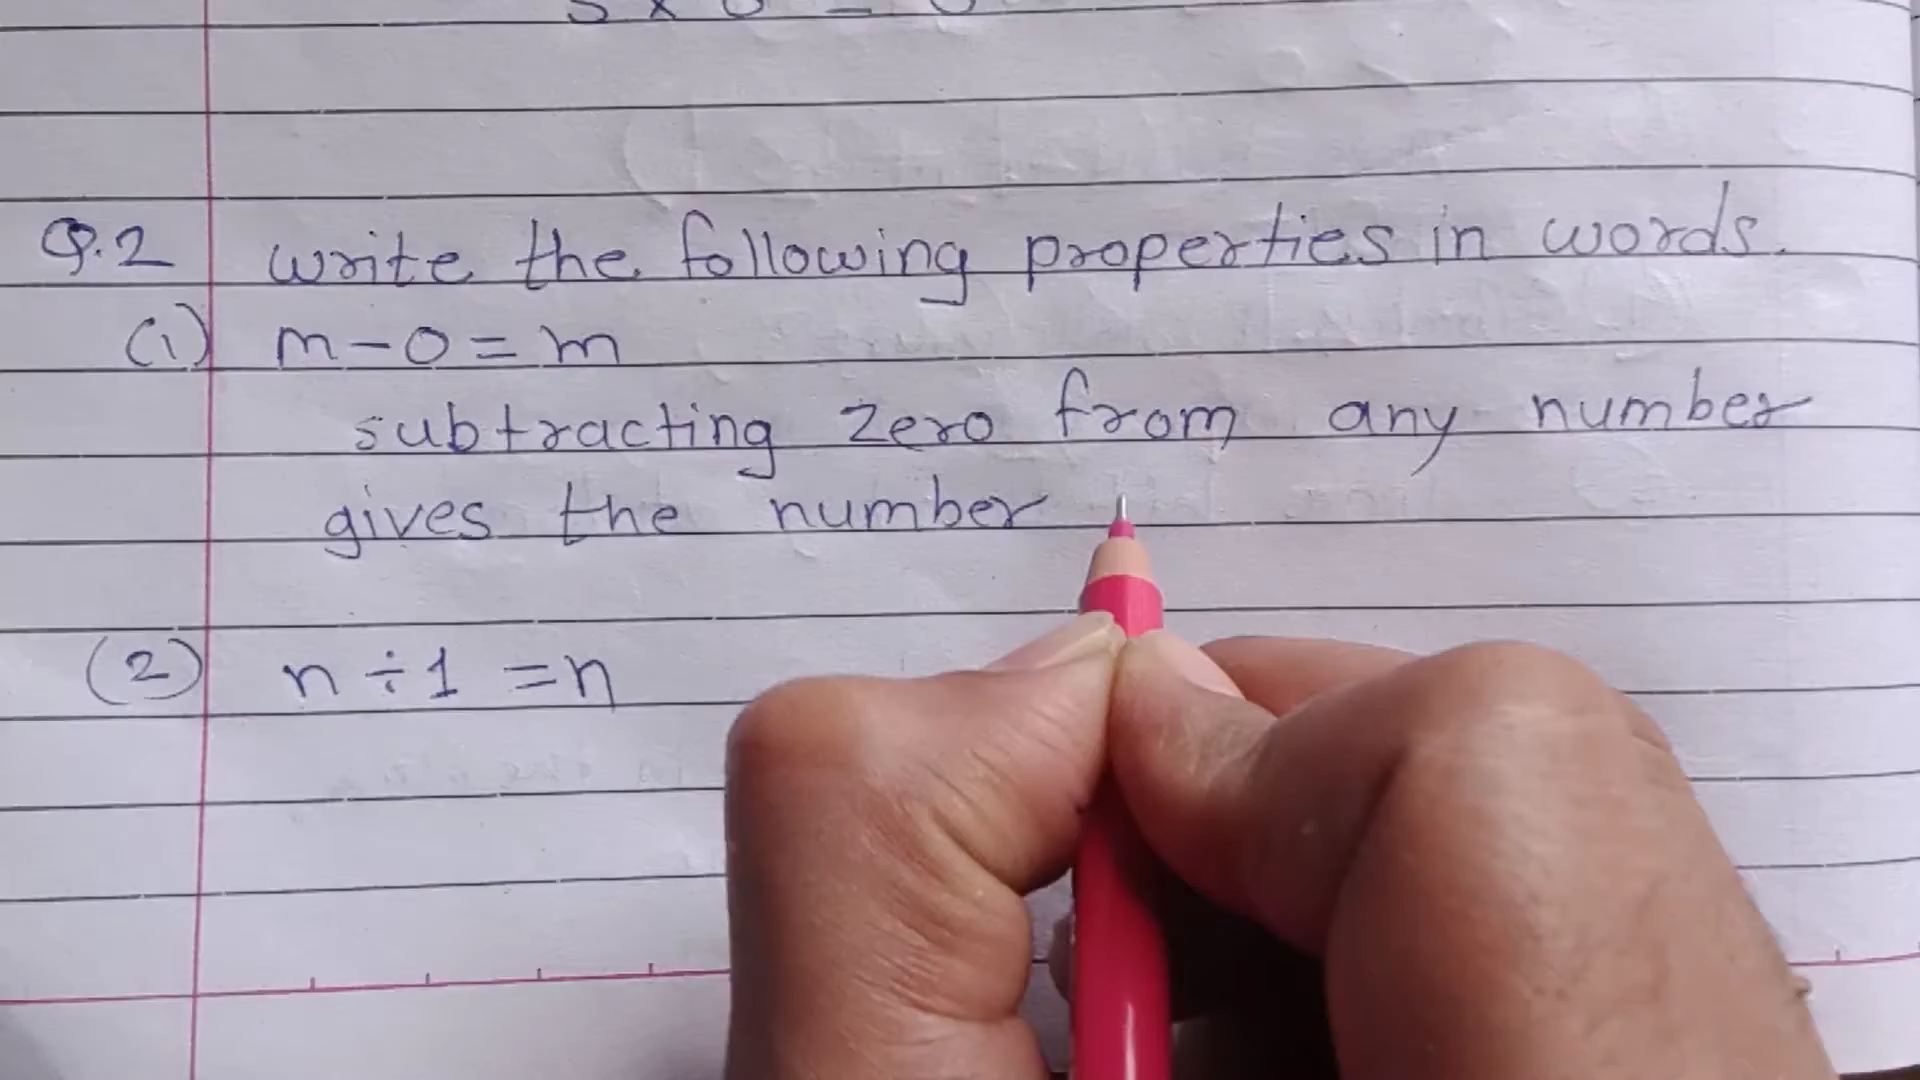 Q.2 write the following properties in words.
(1) m-0=m
subtracting zero from any number
gives the number
(2) n÷1 =n